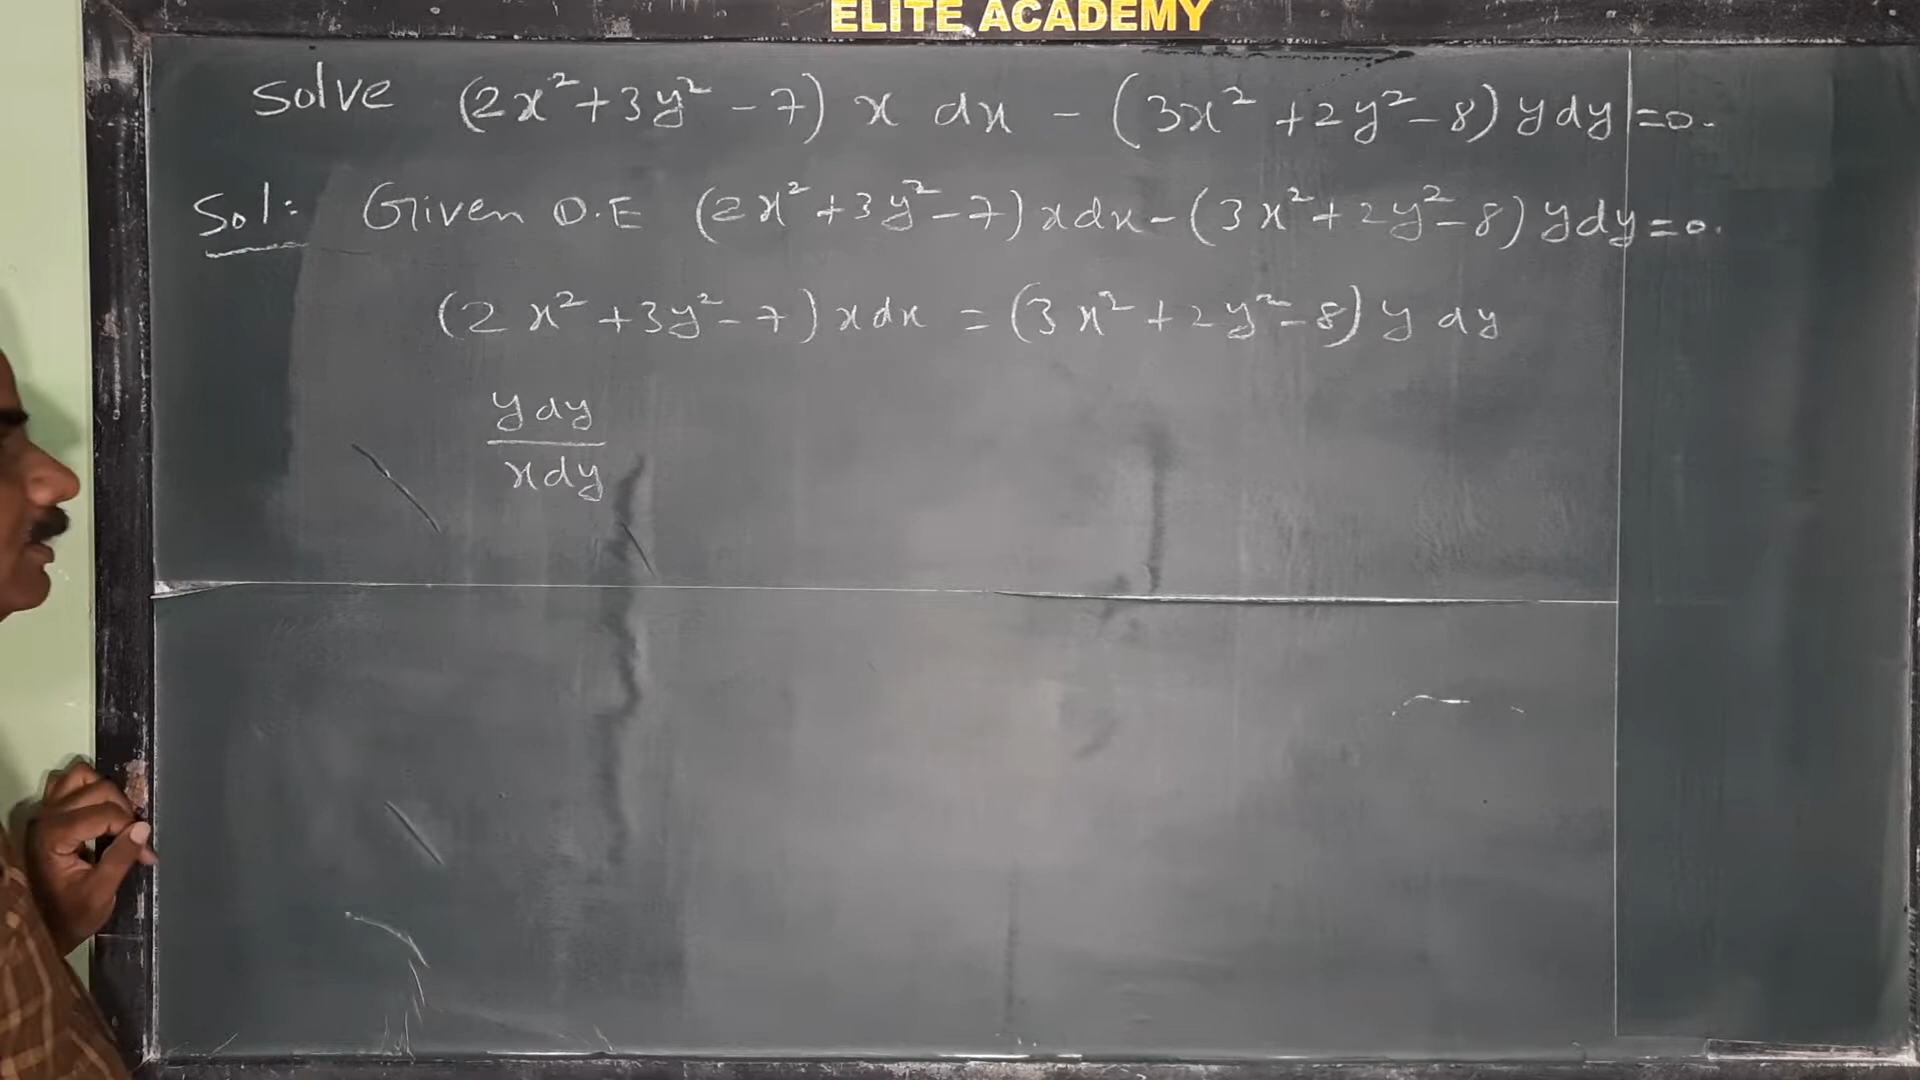 ELITE ACADEMY
Solve (2x²+3y²-7) x dx - (3x²+2y²-8) y dy=0.
Sol: Given D.E (2x²+3y²-7) x dx - (3x²+2y²-8) y dy=0.
(2x²+3y²-7) x dx = (3x²+2y²-8) y dy
y dy
x dy